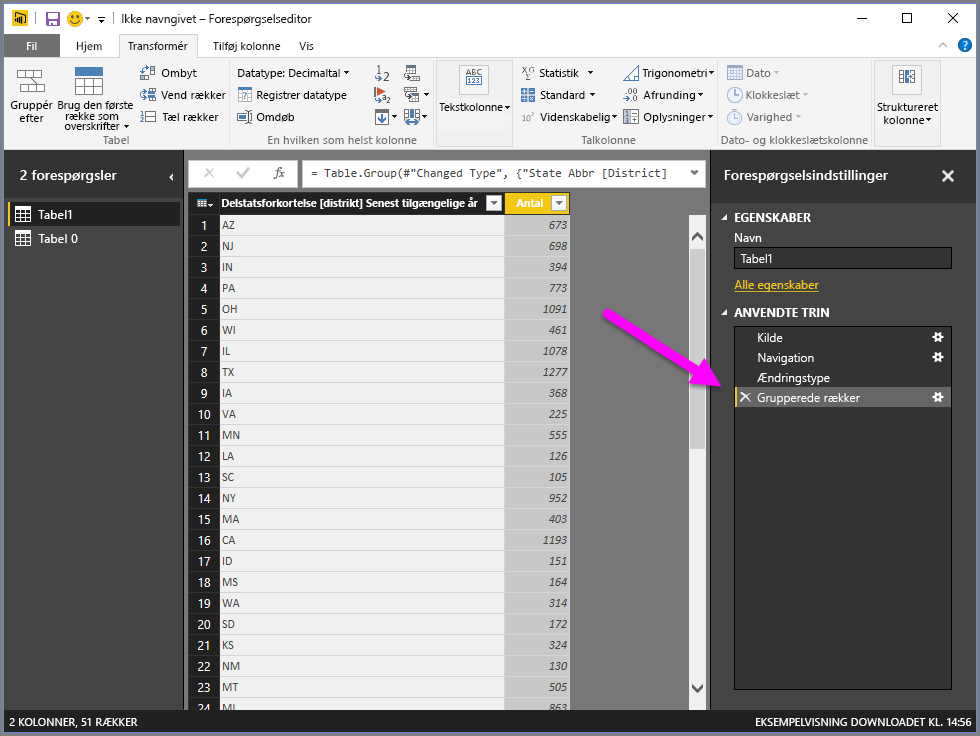 Ikke navngivet – Forespørgselseditor
Fil Hjem Transformér Tilføj kolonne Vis
Gruppér efter
Brug den første række som overskrifter
Ombyt
Vend rækker
Tæl rækker
Tabel
Datatype: Decimaltal
Registrer datatype
Omdøb
En hvilken som helst kolonne
ABC
123
Tekstkolonne
Statistik
Standard
10² Videnskabelig
Trigonometri
.00 Afrunding
Oplysninger
Talkolonne
Dato
Klokkeslæt
Varighed
Dato- og klokkeslætskolonne
Struktureret kolonne
2 forespørgsler
Tabel1
Tabel 0
fx = Table.Group(#"Changed Type", {"State Abbr [District]
Delstatsforkortelse [distrikt] Senest tilgængelige år Antal
1 AZ 673
2 NJ 698
3 IN 394
4 PA 773
5 OH 1091
6 WI 461
7 IL 1078
8 TX 1277
9 IA 368
10 VA 225
11 MN 555
12 LA 126
13 SC 105
14 NY 952
15 MA 403
16 CA 1193
17 ID 151
18 MS 164
19 WA 314
20 SD 172
21 KS 324
22 NM 130
23 MT 505
24 MI 863
Forespørgselsindstillinger
EGENSKABER
Navn
Tabel1
Alle egenskaber
ANVENDTE TRIN
Kilde
Navigation
Ændringstype
Grupperede rækker
2 KOLONNER, 51 RÆKKER
EKSEMPELVISNING DOWNLOADET KL. 14:56